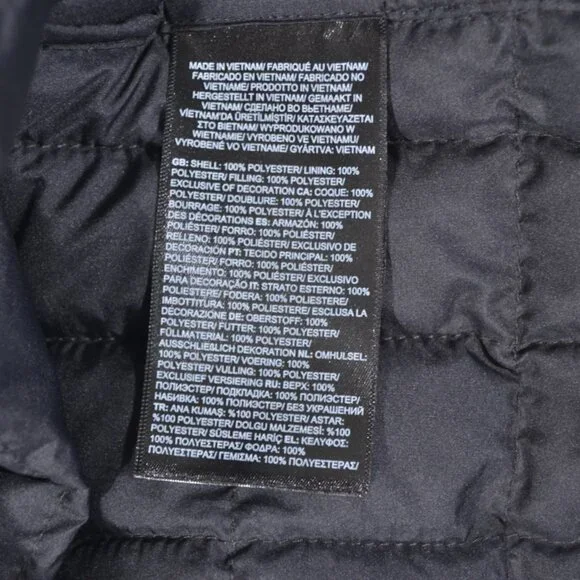 MADE IN VIETNAM/ FABRIQUÉ AU VIETNAM/
FABRICADO EN VIETNAM/ FABRICADO NO
VIETNAME/ PRODOTTO IN VIETNAM/
HERGESTELLT IN VIETNAM/ GEMAAKT IN
VIETNAM/ СДЕЛАНО ВО ВЬЕТНАМЕ/
VIETNAM'DA ÜRETİLMİŞTİR/ ΚΑΤΑΣΚΕΥΑΖΕΤΑΙ
ΣΤΟ ΒΙΕΤΝΑΜ/ WYPRODUKOWANO W
WIETNAMIE/ VYROBENO VE VIETNAMU/
VYROBENÉ VO VIETNAME/ GYÁRTVA: VIETNAM
GB: SHELL: 100% POLYESTER/ LINING: 100%
POLYESTER/ FILLING: 100% POLYESTER/
EXCLUSIVE OF DECORATION CA: COQUE: 100%
POLYESTER/ DOUBLURE: 100% POLYESTER/
BOURRAGE: 100% POLYESTER/ À L'EXCEPTION
DES DÉCORATIONS ES: ARMAZÓN: 100%
POLIÉSTER/ FORRO: 100% POLIÉSTER/
RELLENO: 100% POLIÉSTER/ EXCLUSIVO DE
DECORACIÓN PT: TECIDO PRINCIPAL: 100%
POLIÉSTER/ FORRO: 100% POLIÉSTER/
ENCHIMENTO: 100% POLIÉSTER/ EXCLUSIVO
PARA DECORAÇÃO IT: STRATO ESTERNO: 100%
POLIESTERE/ FODERA: 100% POLIESTERE/
IMBOTTITURA: 100% POLIESTERE/ ESCLUSA LA
DECORAZIONE DE: OBERSTOFF: 100%
POLYESTER/ FUTTER: 100% POLYESTER/
FÜLLMATERIAL: 100% POLYESTER/
AUSSCHLIEßLICH DEKORATION NL: OMHULSEL:
100% POLYESTER/ VOERING: 100%
POLYESTER/ VULLING: 100% POLYESTER/
EXCLUSIEF VERSIERING RU: ВЕРХ: 100%
ПОЛИЭСТЕР/ ПОДКЛАДКА: 100% ПОЛИЭСТЕР/
НАБИВКА: 100% ПОЛИЭСТЕР/ БЕЗ УКРАШЕНИЙ
TR: ANA KUMAŞ: %100 POLYESTER/ ASTAR:
%100 POLYESTER/ DOLGU MALZEMESİ: %100
POLYESTER/ SÜSLEME HARİÇ EL: ΚΕΛΥΦΟΣ:
100% ΠΟΛΥΕΣΤΕΡΑΣ/ ΦΟΔΡΑ: 100%
ΠΟΛΥΕΣΤΕΡΑΣ/ ΓΕΜΙΣΜΑ: 100% ΠΟΛΥΕΣΤΕΡΑΣ/